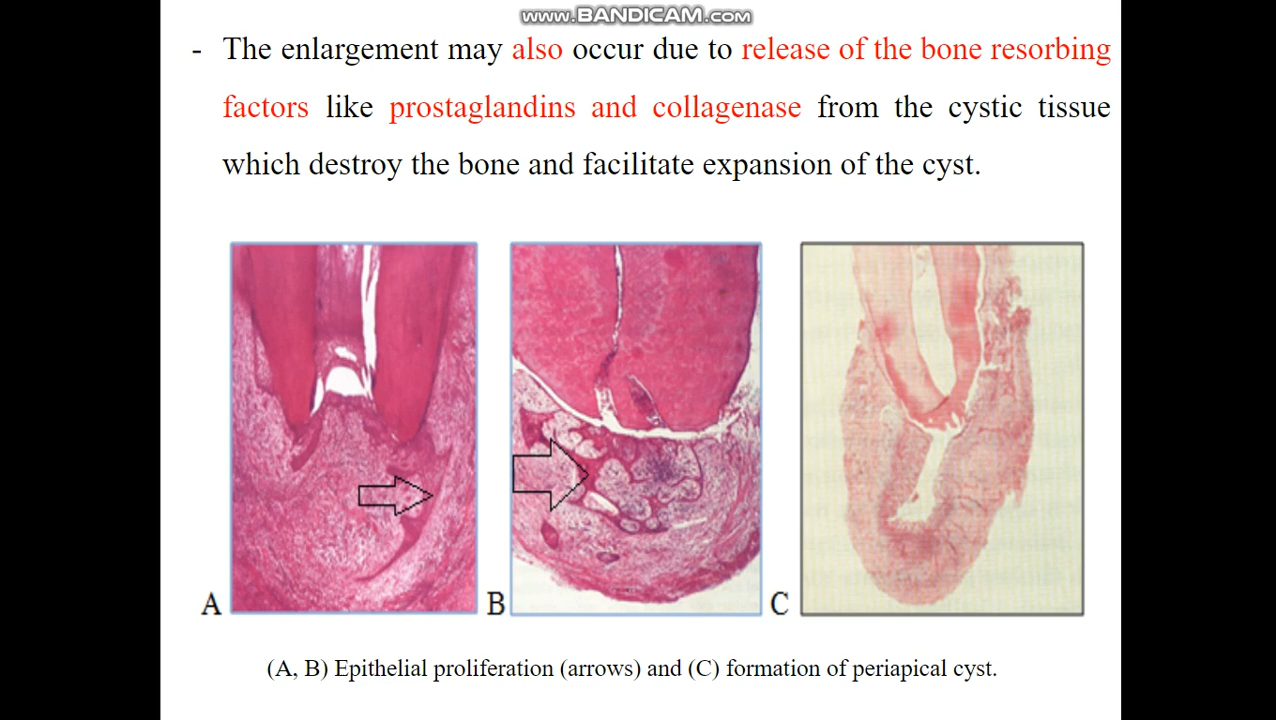 www.BANDICAM.com
- The enlargement may also occur due to release of the bone resorbing
factors like prostaglandins and collagenase from the cystic tissue
which destroy the bone and facilitate expansion of the cyst.
A B C
(A, B) Epithelial proliferation (arrows) and (C) formation of periapical cyst.